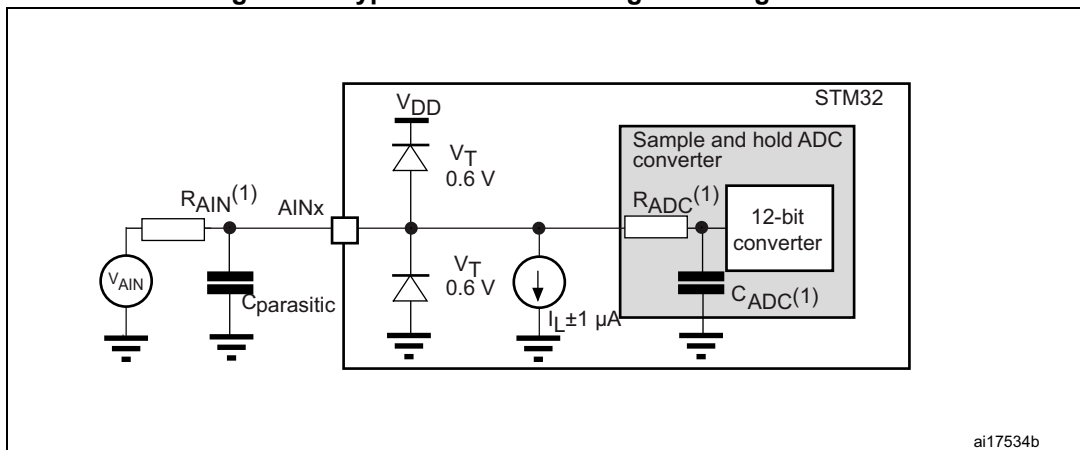 STM32
VDD
VT
0.6 V
Sample and hold ADC
converter
RAIN(1)
AINx
RADC(1)
12-bit
converter
VAIN
Cparasitic
VT
0.6 V
IL±1 µA
CADC(1)
ai17534b